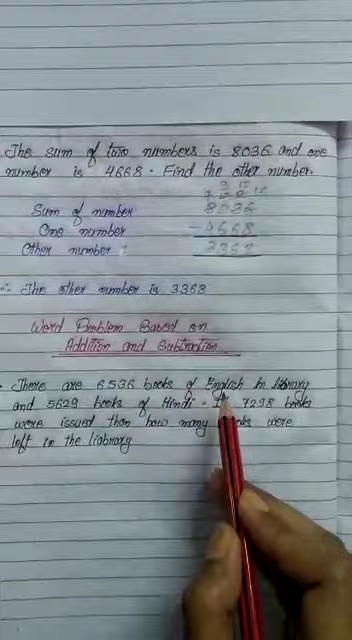 The sum of two numbers is 8036 and one
number is 4668. Find the other number.
Sum of number 8036
One number - 4668
Other number : 3368
∴ The other number is 3368
Word Problem Based on
Addition and Subtraction
There are 6536 books of English in library
and 5629 books of Hindi. 7298 books
were issued then how many were
left in the liabrary